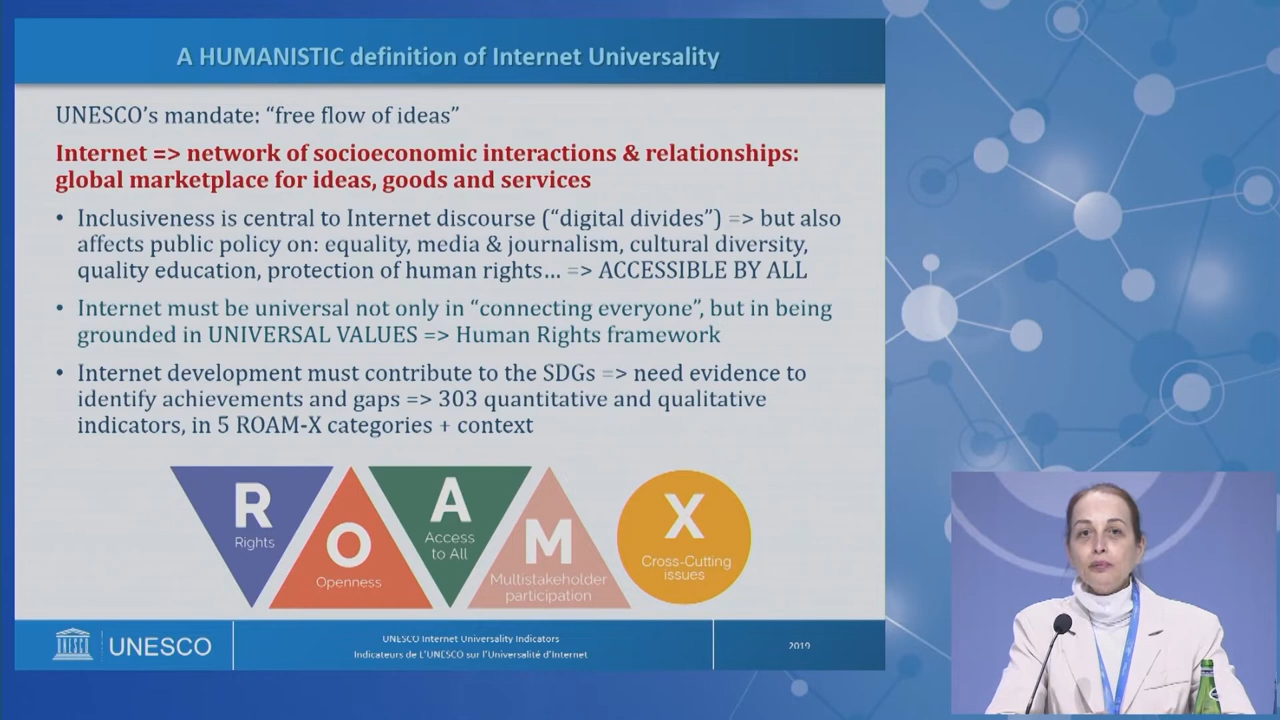 A HUMANISTIC definition of Internet Universality
UNESCO's mandate: “free flow of ideas”
Internet => network of socioeconomic interactions & relationships:
global marketplace for ideas, goods and services
• Inclusiveness is central to Internet discourse (“digital divides”) => but also
affects public policy on: equality, media & journalism, cultural diversity,
quality education, protection of human rights... => ACCESSIBLE BY ALL
• Internet must be universal not only in “connecting everyone”, but in being
grounded in UNIVERSAL VALUES => Human Rights framework
• Internet development must contribute to the SDGs => need evidence to
identify achievements and gaps => 303 quantitative and qualitative
indicators, in 5 ROAM-X categories + context
R
Rights
O
Openness
A
Access
to All
M
Multistakeholder
participation
X
Cross-Cutting
issues
UNESCO
UNESCO
UNESCO Internet Universality Indicators
Indicateurs de L'UNESCO sur l'Universalité d'Internet
2019